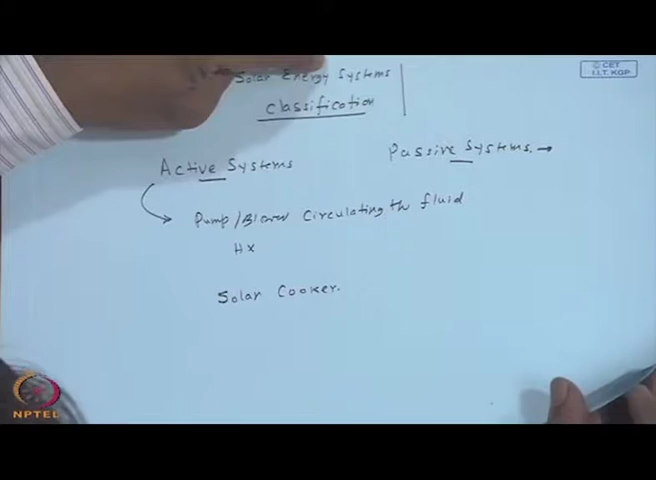 Solar Energy Systems
classification
Active Systems
Passive Systems.
Pump/Blower Circulating the fluid
Hx
Solar Cooker.
© CET
I.I.T. KGP
NPTEL